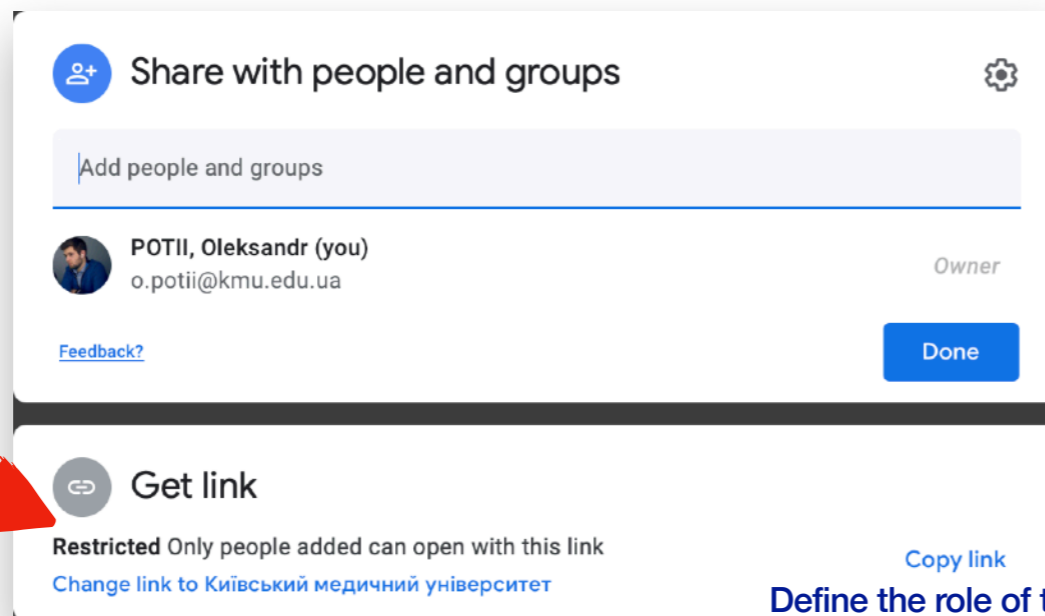 Share with people and groups
Add people and groups
POTII, Oleksandr (you)
o.potii@kmu.edu.ua
Owner
Feedback?
Done
Get link
Restricted Only people added can open with this link
Copy link
Change link to Київський медичний університет
Define the role of